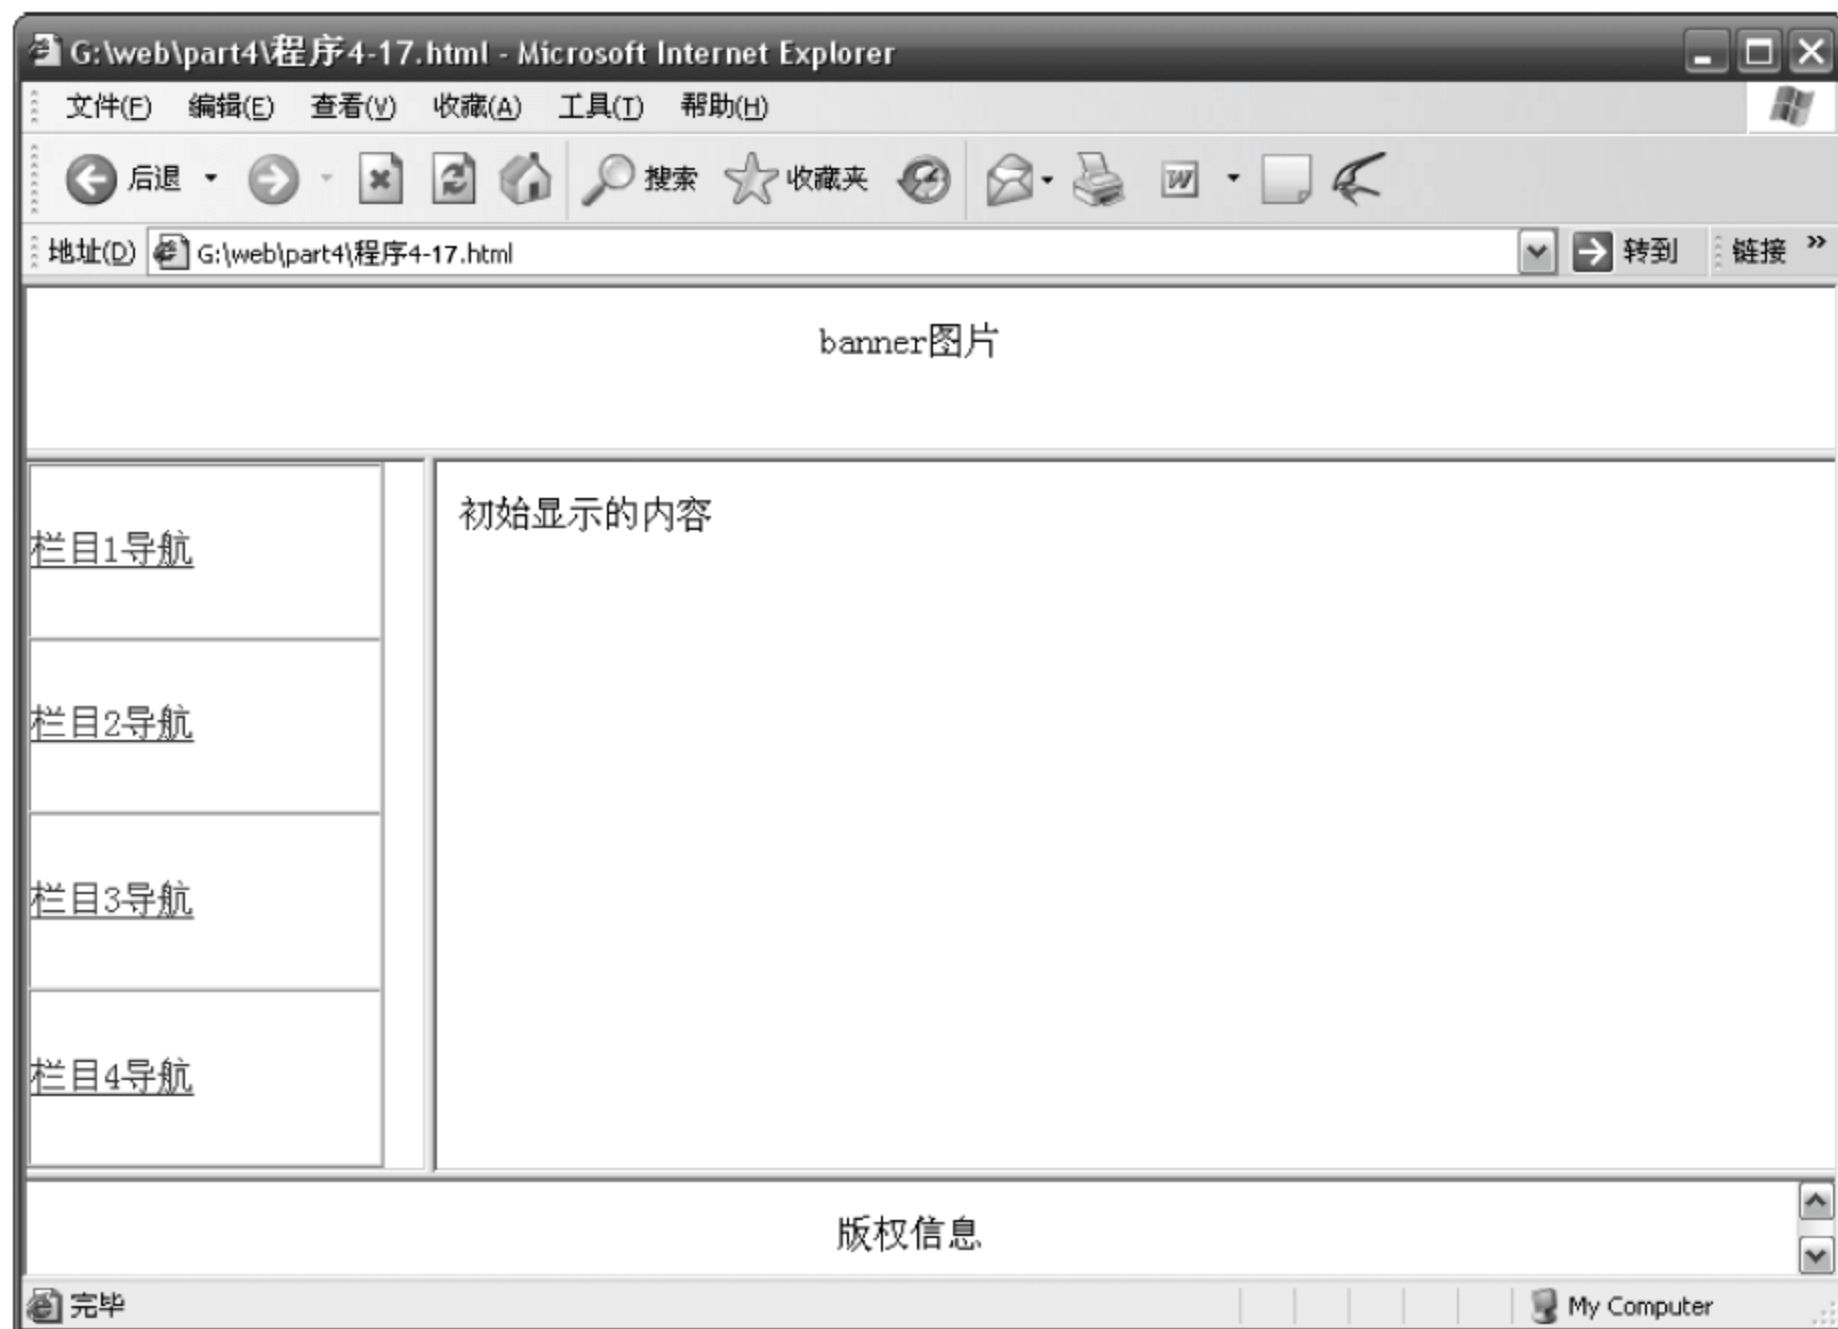 G:\web\part4\程序4-17.html - Microsoft Internet Explorer
文件(F) 编辑(E) 查看(V) 收藏(A) 工具(T) 帮助(H)
后退 搜索 收藏夹 W
地址(D) G:\web\part4\程序4-17.html 转到 链接 »
banner图片
初始显示的内容
栏目1导航
栏目2导航
栏目3导航
栏目4导航
版权信息
完毕 My Computer